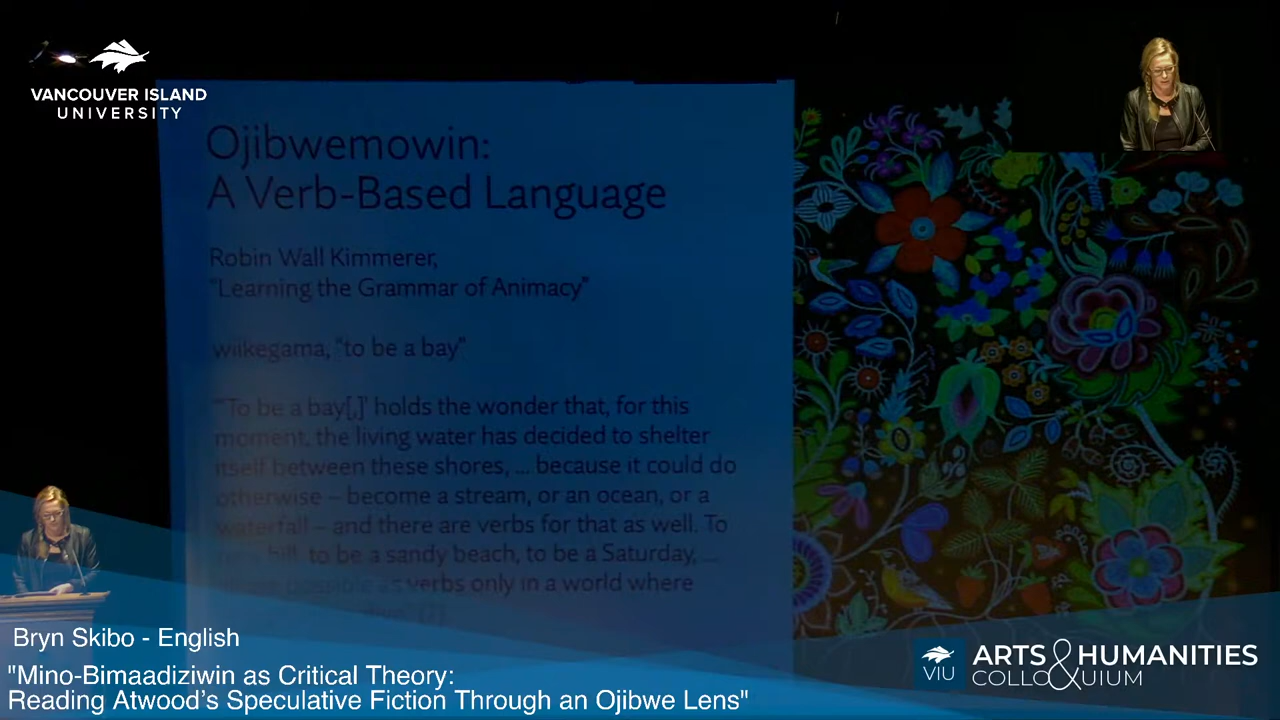 VANCOUVER ISLAND
UNIVERSITY
Ojibwemowin:
A Verb-Based Language
Robin Wall Kimmerer,
"Learning the Grammar of Animacy"
wiikegama, "to be a bay"
"'To be a bay[,]' holds the wonder that, for this
moment, the living water has decided to shelter
itself between these shores, ... because it could do
otherwise – become a stream, or an ocean, or a
waterfall – and there are verbs for that as well. To
hill, to be a sandy beach, to be a Saturday, ...
possible as verbs only in a world where
Bryn Skibo - English
"Mino-Bimaadiziwin as Critical Theory:
Reading Atwood's Speculative Fiction Through an Ojibwe Lens"
VIU
ARTS & HUMANITIES
COLLOQUIUM